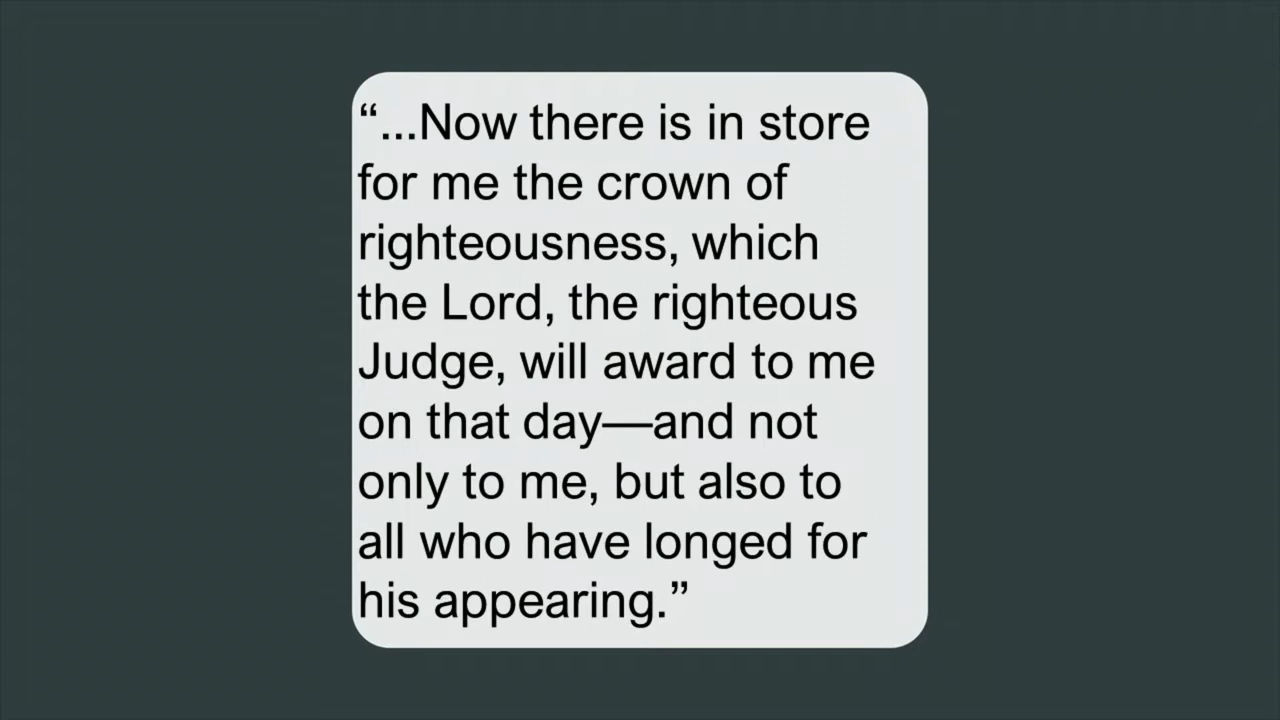 “...Now there is in store
for me the crown of
righteousness, which
the Lord, the righteous
Judge, will award to me
on that day—and not
only to me, but also to
all who have longed for
his appearing.”